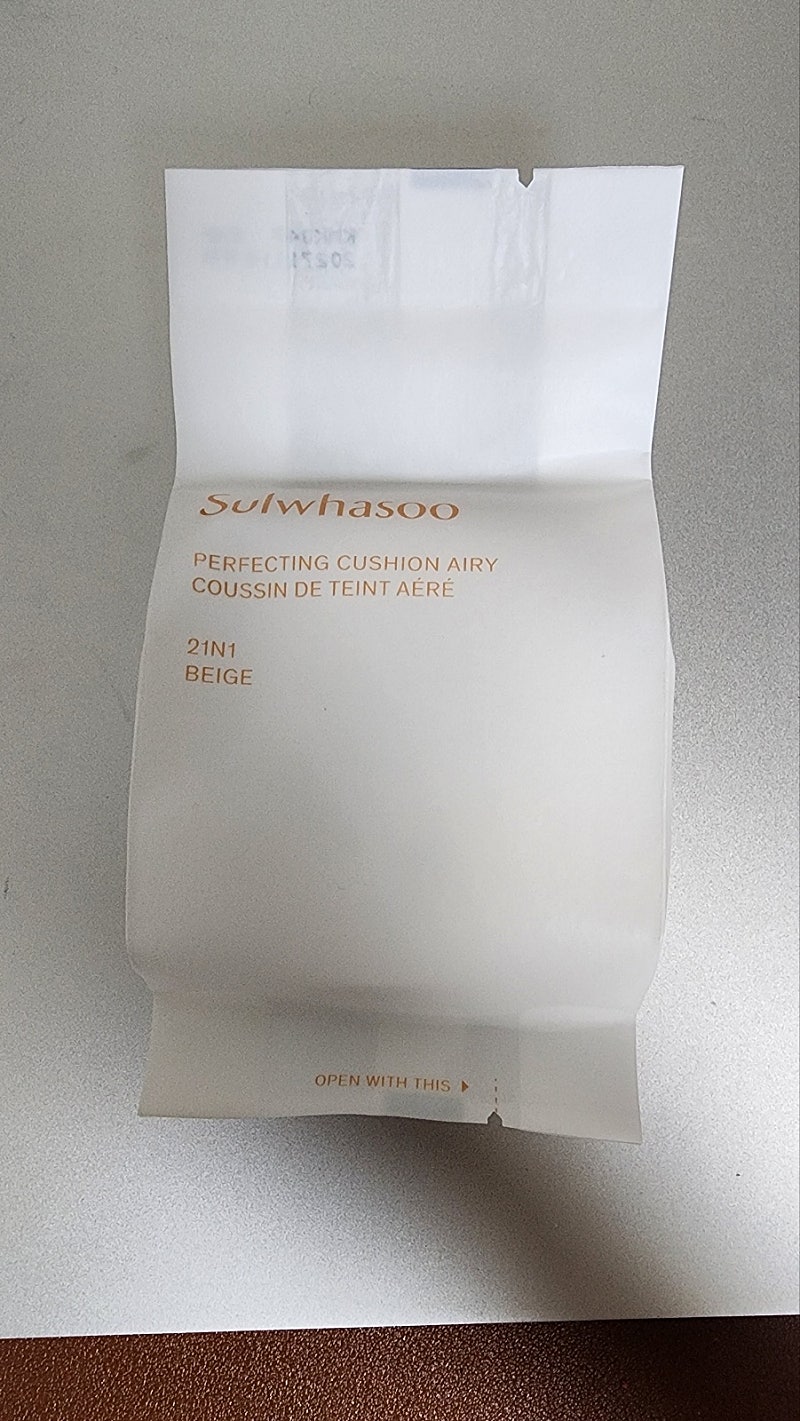 Sulwhasoo
PERFECTING CUSHION AIRY
COUSSIN DE TEINT AÉRÉ
21N1
BEIGE
OPEN WITH THIS